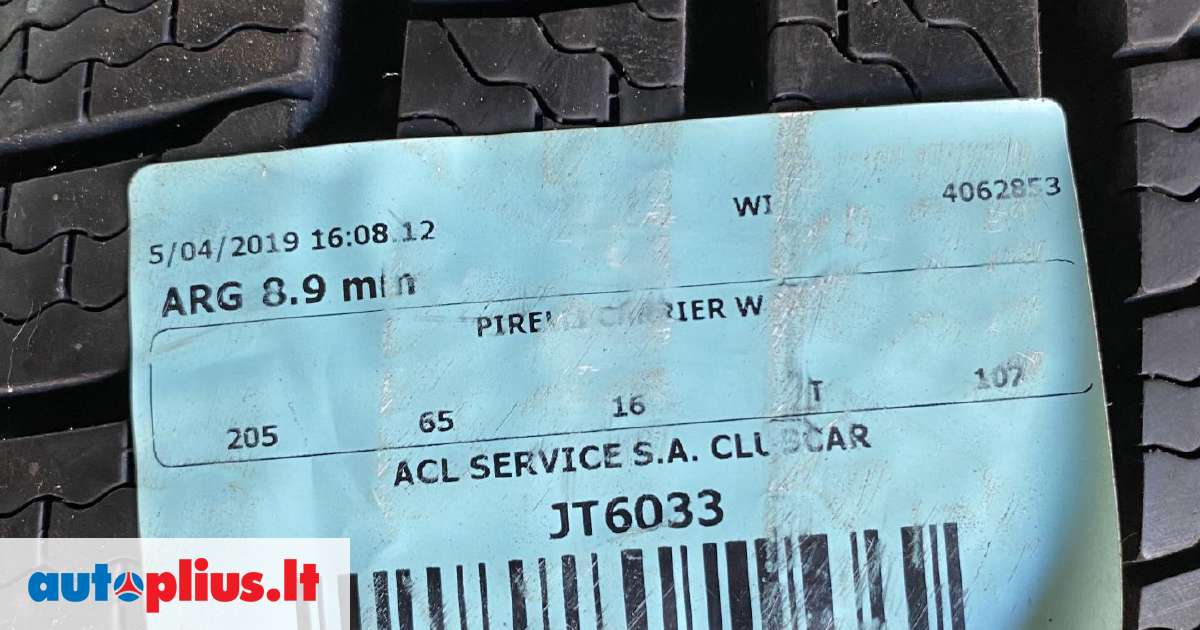 5/04/2019 16:08:12 WI 4062853
ARG 8.9 min
W
205 65 16 T 107
ACL SERVICE S.A.
JT6033
autoplius.lt